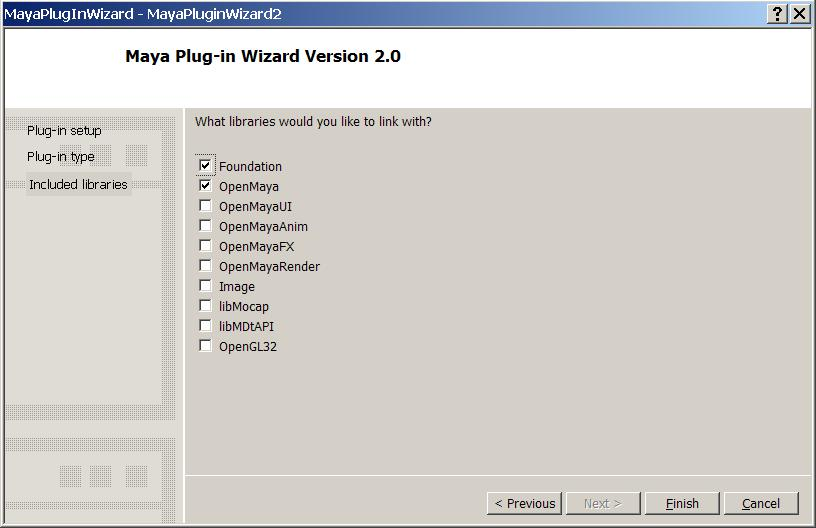 MayaPlugInWizard - MayaPluginWizard2
Maya Plug-in Wizard Version 2.0
Plug-in setup
Plug-in type
Included libraries
What libraries would you like to link with?
Foundation
OpenMaya
OpenMayaUI
OpenMayaAnim
OpenMayaFX
OpenMayaRender
Image
libMocap
libMDtAPI
OpenGL32
< Previous Next > Finish Cancel